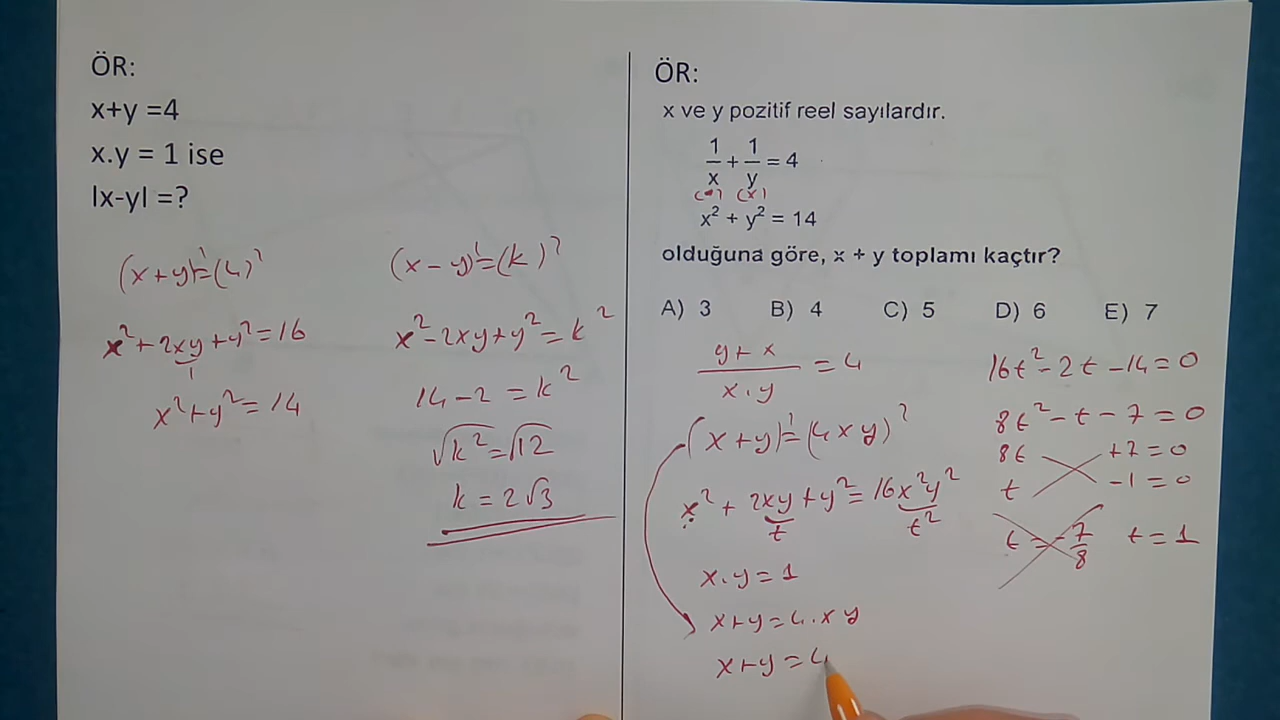 ÖR:
x+y =4
x.y = 1 ise
|x-y| =?
(x+y)²=(4)²
x²+2xy+y²=16
1
x²+y²=14
(x-y)²=(k)²
x²-2xy+y²=k²
14-2=k²
√k²=√12
k=2√3
ÖR:
x ve y pozitif reel sayılardır.
1/x + 1/y = 4
(y) (x)
x² + y² = 14
olduğuna göre, x + y toplamı kaçtır?
A) 3 B) 4 C) 5 D) 6 E) 7
(y+x)/(x.y) = 4
(x+y)²=(4xy)²
x²+2xy+y²=16x²y²
t t²
x.y=1
x+y=4.xy
x+y=4
16t²-2t-14=0
8t²-t-7=0
8t +7=0
t -1=0
t=-7/8 t=1